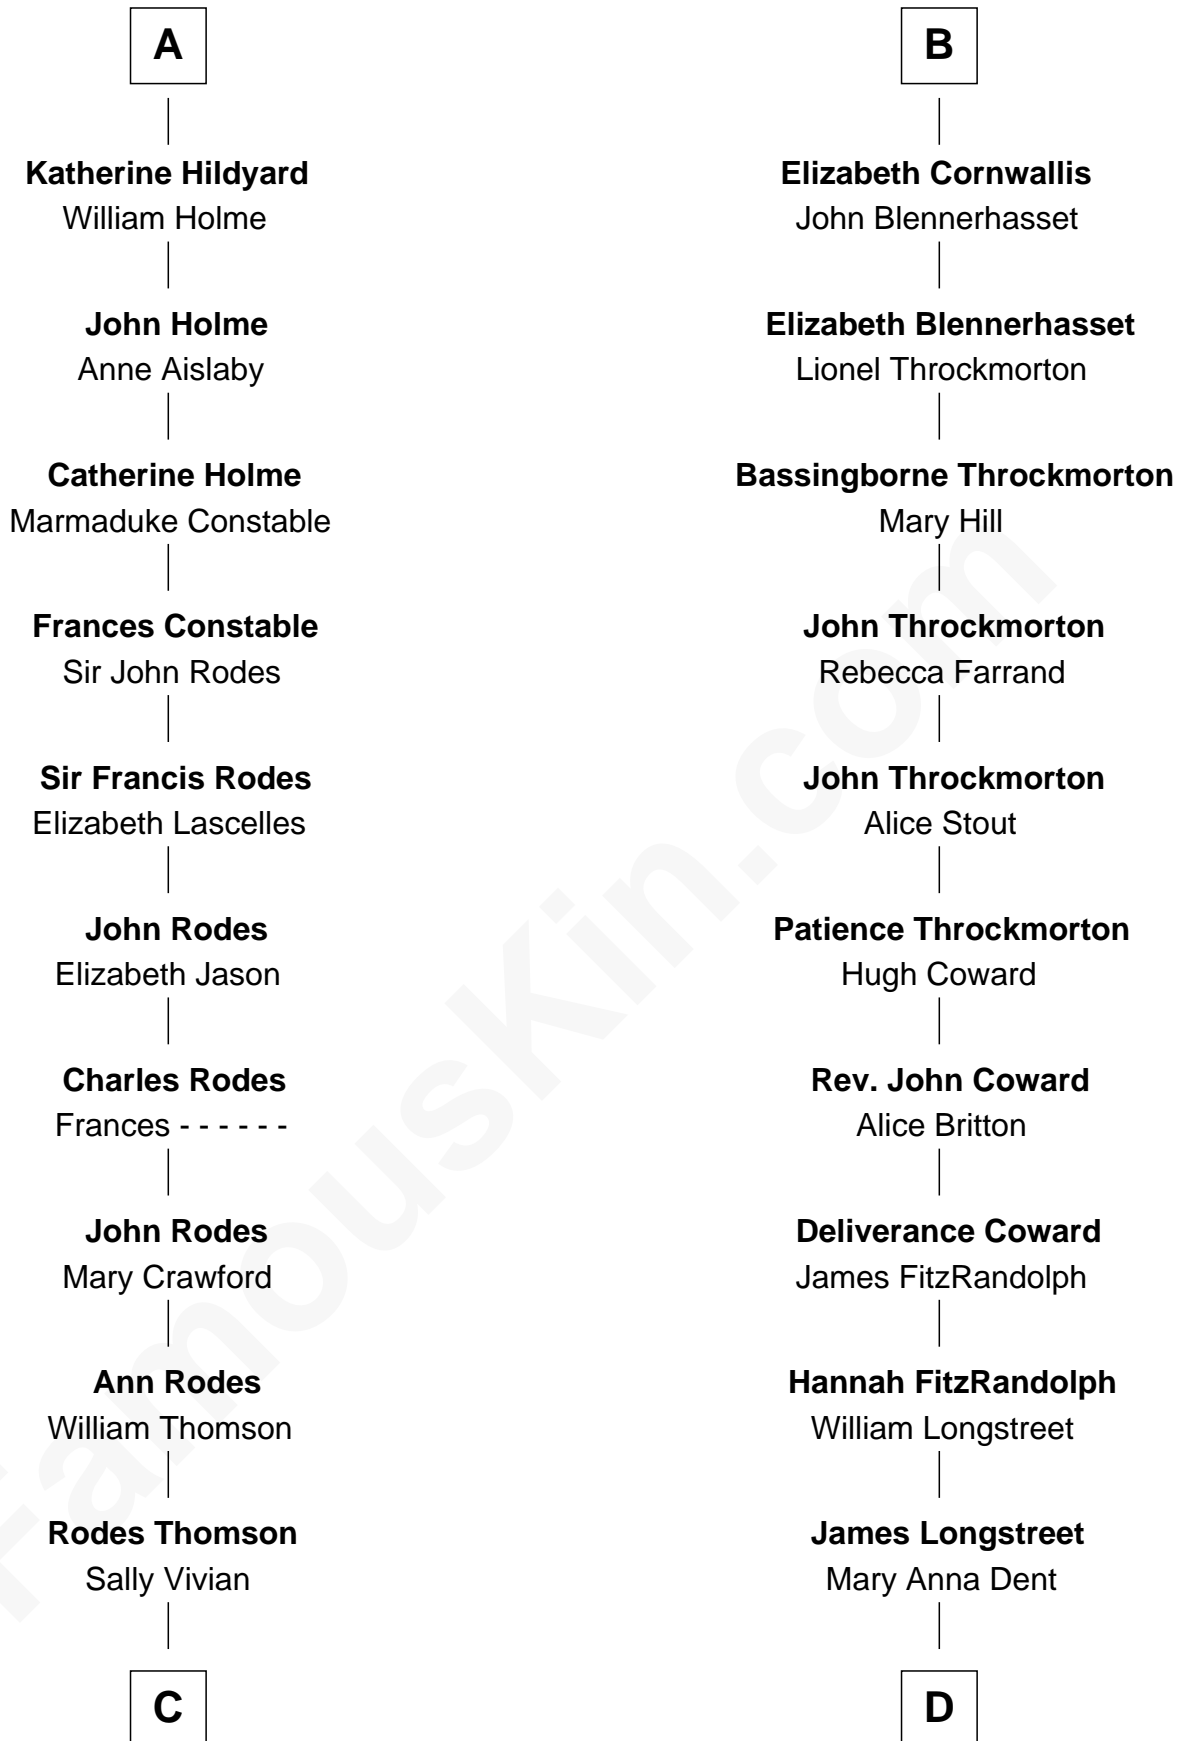 A
Katherine Hildyard
William Holme
John Holme
Anne Aislaby
Catherine Holme
Marmaduke Constable
Frances Constable
Sir John Rodes
Sir Francis Rodes
Elizabeth Lascelles
John Rodes
Elizabeth Jason
Charles Rodes
Frances - - - - - -
John Rodes
Mary Crawford
Ann Rodes
William Thomson
Rodes Thomson
Sally Vivian
C
B
Elizabeth Cornwallis
John Blennerhasset
Elizabeth Blennerhasset
Lionel Throckmorton
Bassingborne Throckmorton
Mary Hill
John Throckmorton
Rebecca Farrand
John Throckmorton
Alice Stout
Patience Throckmorton
Hugh Coward
Rev. John Coward
Alice Britton
Deliverance Coward
James FitzRandolph
Hannah FitzRandolph
William Longstreet
James Longstreet
Mary Anna Dent
D
FamousKin.com